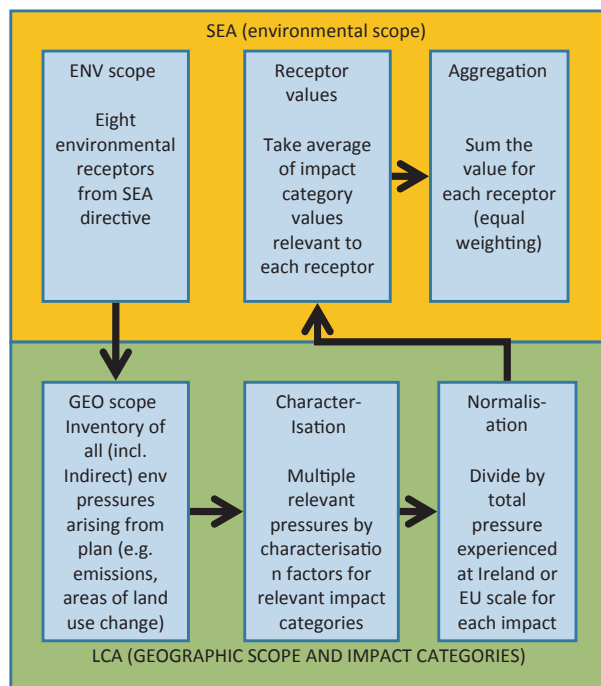 SEA (environmental scope)
ENV scope
Eight
environmental
receptors
from SEA
directive
Receptor
values
Take average
of impact
category
values
relevant to
each receptor
Aggregation
Sum the
value for
each receptor
(equal
weighting)
GEO scope
Inventory of
all (incl.
Indirect) env
pressures
arising from
plan (e.g.
emissions,
areas of land
use change)
Character-
Isation
Multiple
relevant
pressures by
characterisatio
n factors for
relevant impact
categories
Normalis-
ation
Divide by
total
pressure
experienced
at Ireland or
EU scale for
each impact
LCA (GEOGRAPHIC SCOPE AND IMPACT CATEGORIES)